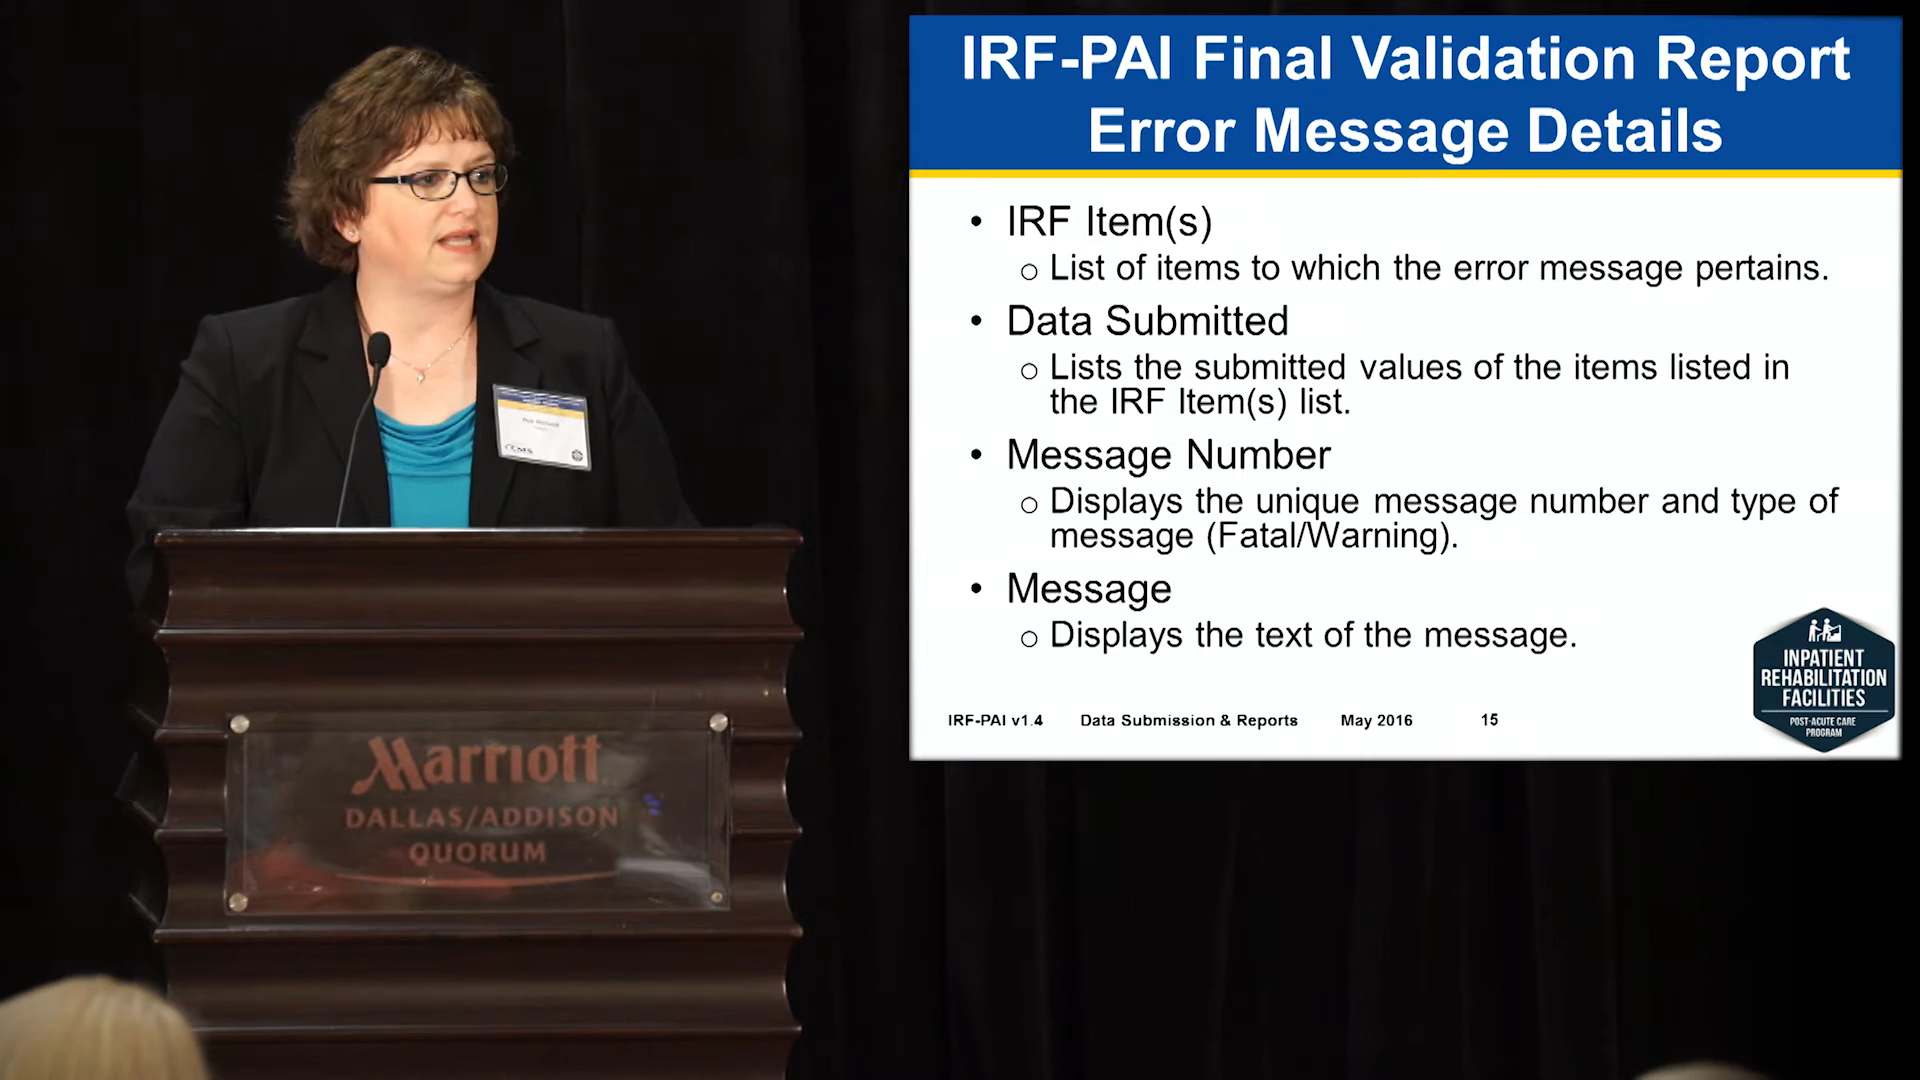 IRF-PAI Final Validation Report
Error Message Details
• IRF Item(s)
o List of items to which the error message pertains.
• Data Submitted
o Lists the submitted values of the items listed in
the IRF Item(s) list.
• Message Number
o Displays the unique message number and type of
message (Fatal/Warning).
• Message
o Displays the text of the message.
IRF-PAI v1.4 Data Submission & Reports May 2016 15
INPATIENT
REHABILITATION
FACILITIES
POST-ACUTE CARE
PROGRAM
CMS
Marriott
DALLAS/ADDISON
QUORUM